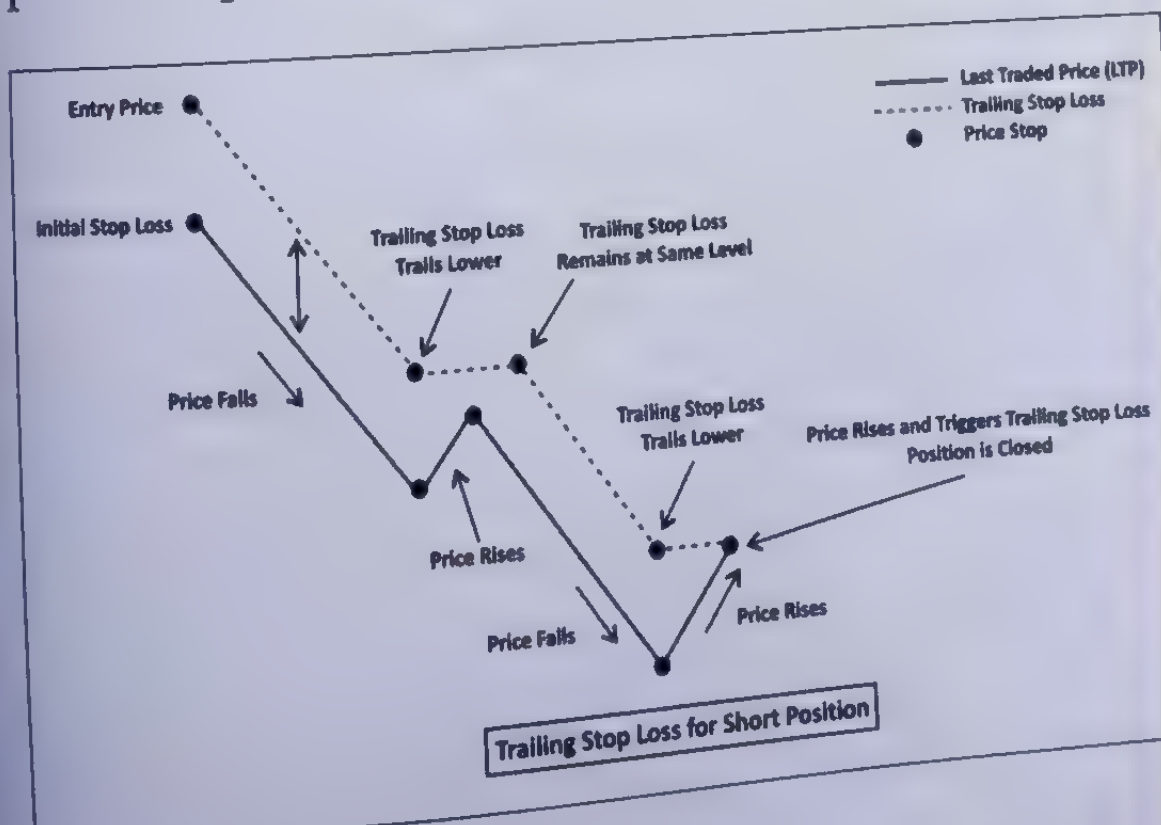 Last Traded Price (LTP)
Trailing Stop Loss
Price Stop
Entry Price
Initial Stop Loss
Trailing Stop Loss
Trails Lower
Trailing Stop Loss
Remains at Same Level
Price Falls
Price Rises
Trailing Stop Loss
Trails Lower
Price Rises and Triggers Trailing Stop Loss
Position is Closed
Price Falls
Price Rises
Trailing Stop Loss for Short Position